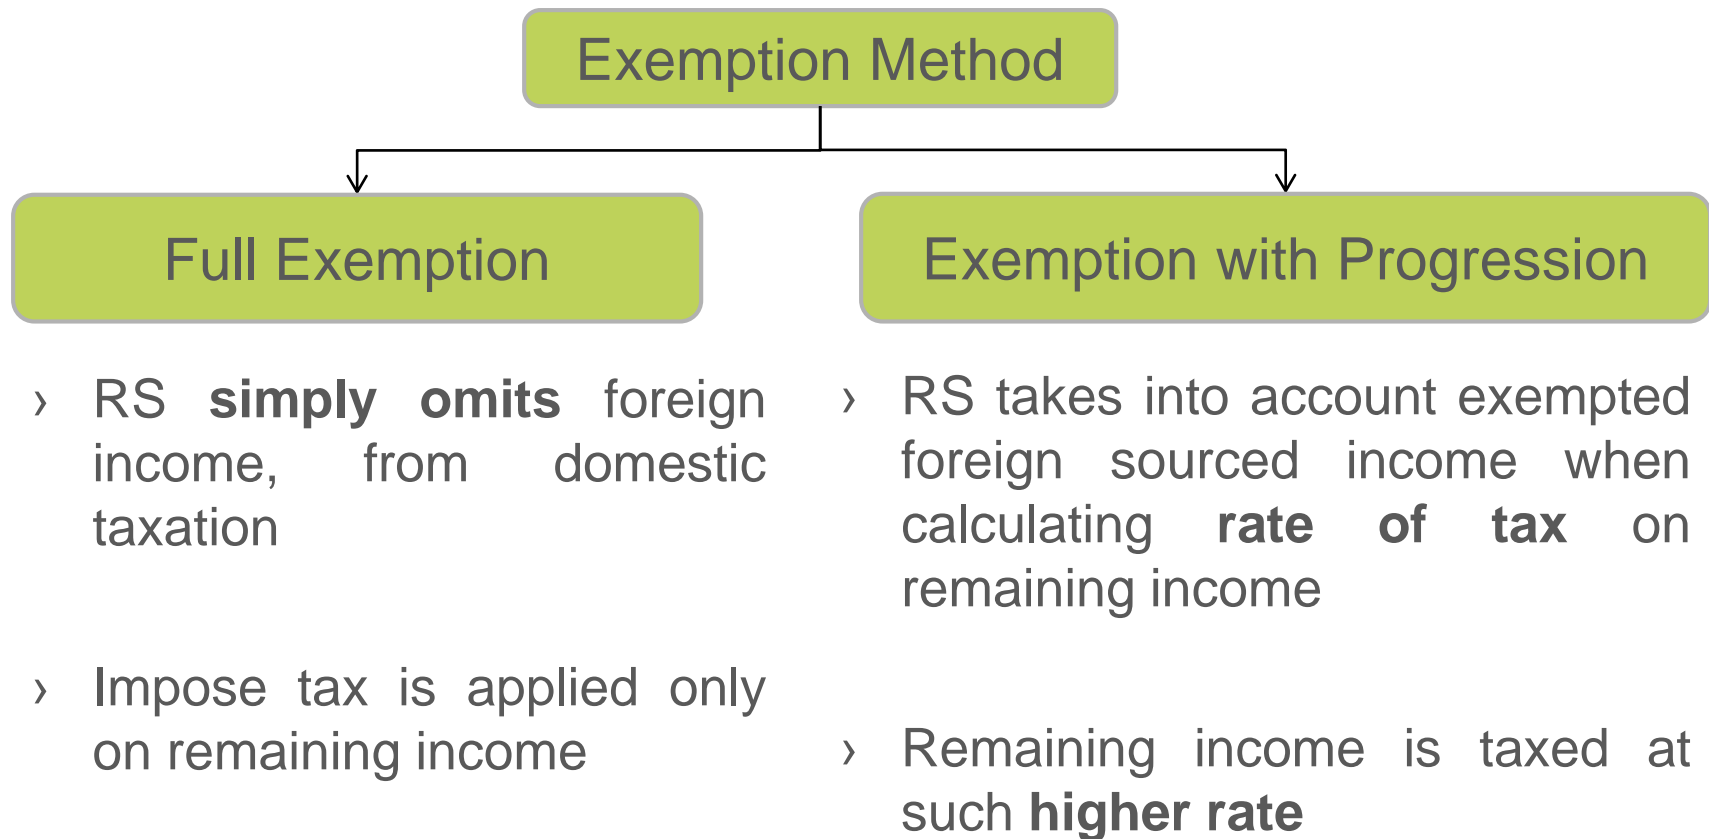 Exemption Method
Full Exemption
› RS simply omits foreign
income, from domestic
taxation
› Impose tax is applied only
on remaining income
Exemption with Progression
› RS takes into account exempted
foreign sourced income when
calculating rate of tax on
remaining income
› Remaining income is taxed at
such higher rate